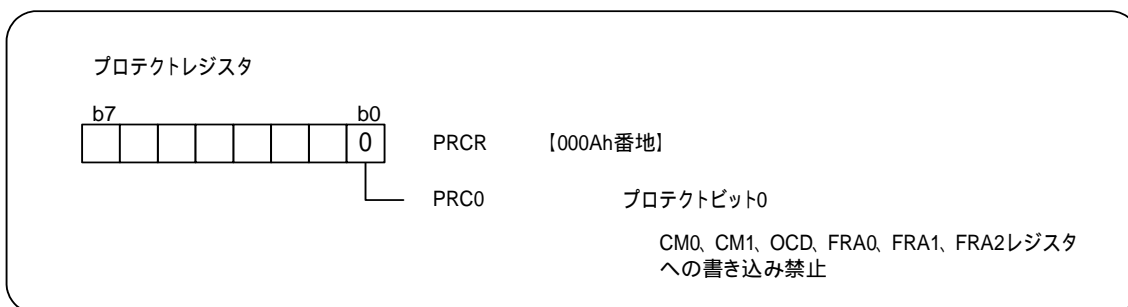 プロテクトレジスタ
b7 b0
0 PRCR 【000Ah番地】
PRC0 プロテクトビット0
CM0、CM1、OCD、FRA0、FRA1、FRA2レジスタ
への書き込み禁止